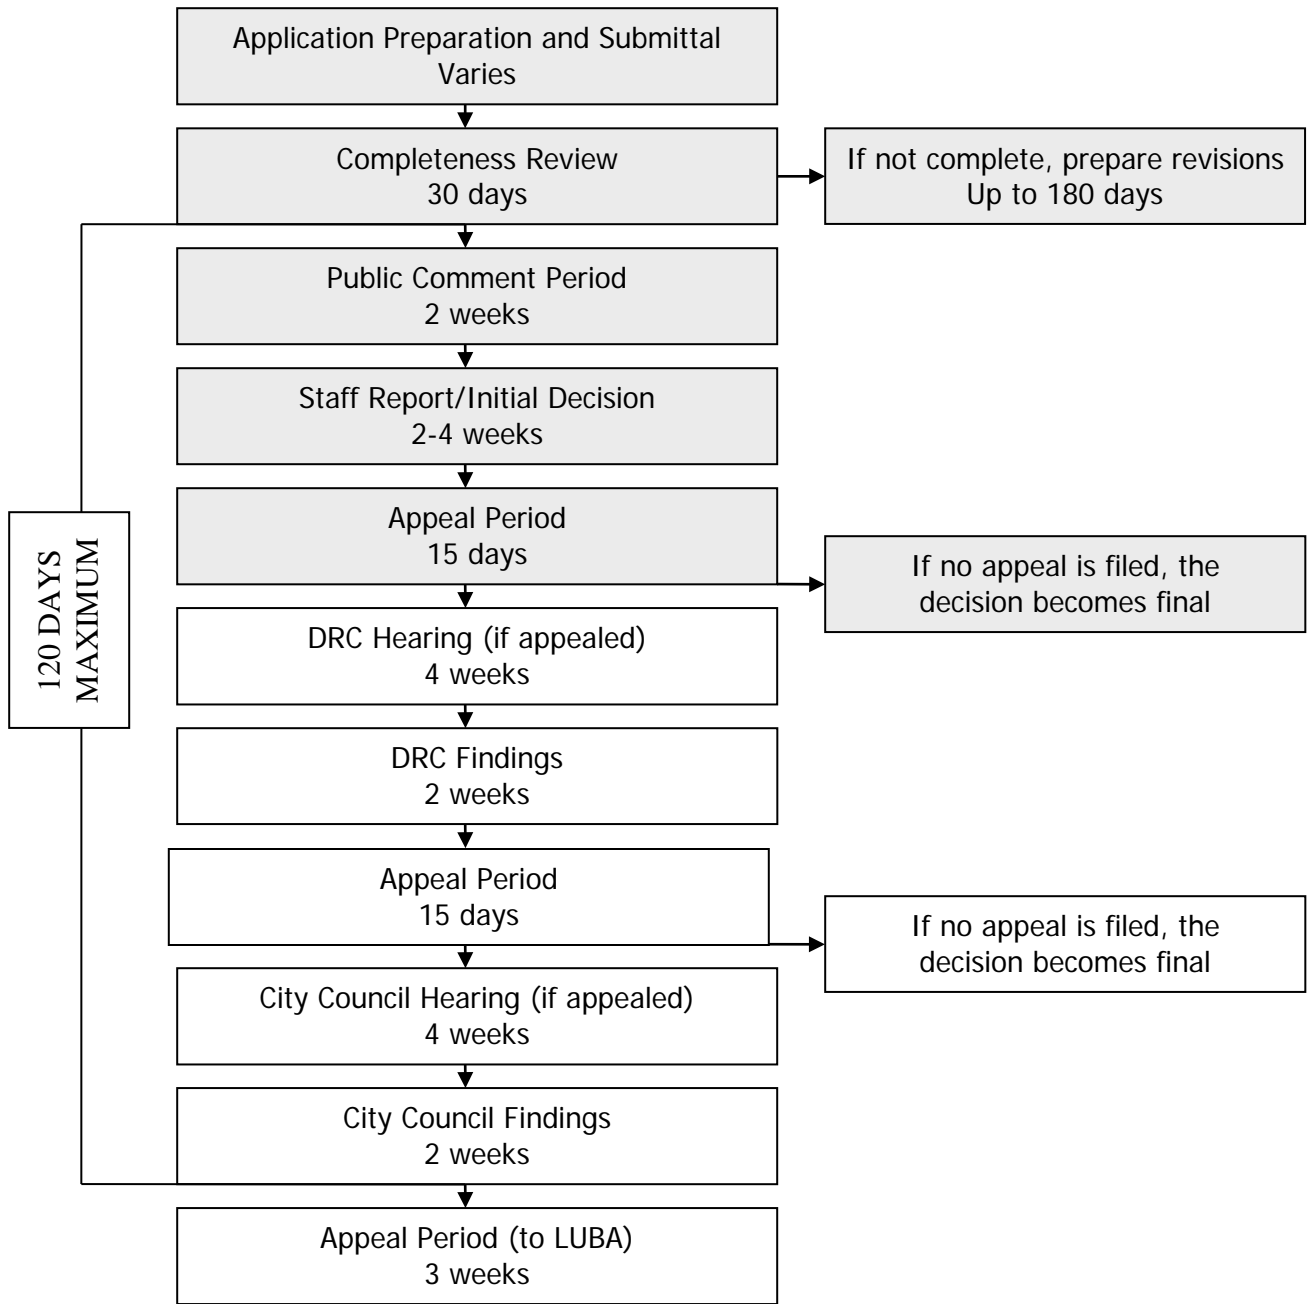 Application Preparation and Submittal
Varies
Completeness Review
30 days
If not complete, prepare revisions
Up to 180 days
Public Comment Period
2 weeks
Staff Report/Initial Decision
2-4 weeks
Appeal Period
15 days
If no appeal is filed, the
decision becomes final
120 DAYS
MAXIMUM
DRC Hearing (if appealed)
4 weeks
DRC Findings
2 weeks
Appeal Period
15 days
If no appeal is filed, the
decision becomes final
City Council Hearing (if appealed)
4 weeks
City Council Findings
2 weeks
Appeal Period (to LUBA)
3 weeks